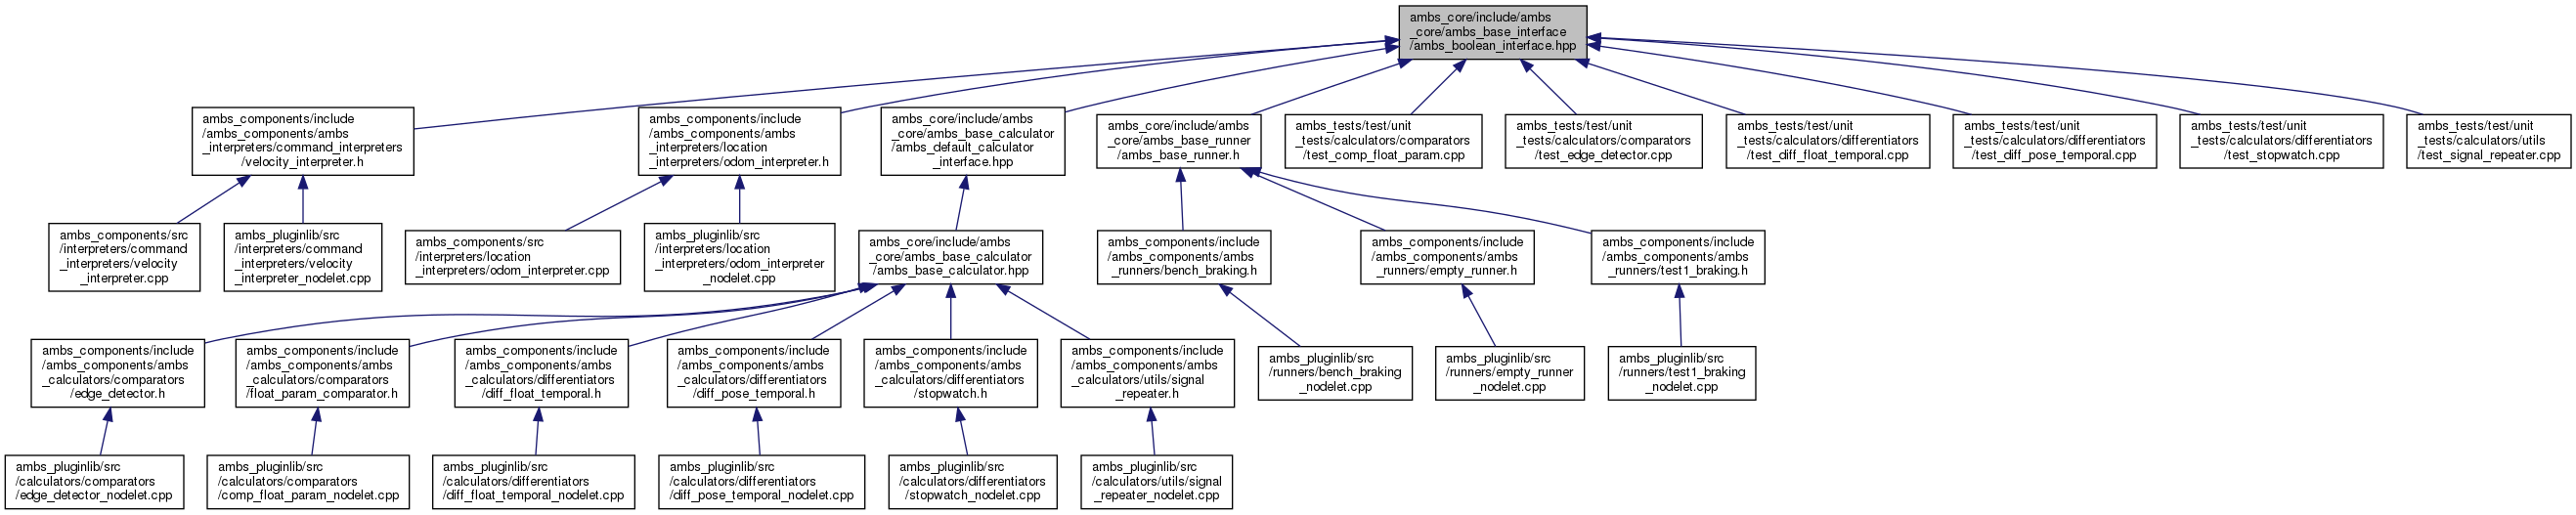 ambs_core/include/ambs
_core/ambs_base_interface
/ambs_boolean_interface.hpp
ambs_components/include
/ambs_components/ambs
_interpreters/command_interpreters
/velocity_interpreter.h
ambs_components/include
/ambs_components/ambs
_interpreters/location
_interpreters/odom_interpreter.h
ambs_core/include/ambs
_core/ambs_base_calculator
/ambs_default_calculator
_interface.hpp
ambs_core/include/ambs
_core/ambs_base_runner
/ambs_base_runner.h
ambs_tests/test/unit
_tests/calculators/comparators
/test_comp_float_param.cpp
ambs_tests/test/unit
_tests/calculators/comparators
/test_edge_detector.cpp
ambs_tests/test/unit
_tests/calculators/differentiators
/test_diff_float_temporal.cpp
ambs_tests/test/unit
_tests/calculators/differentiators
/test_diff_pose_temporal.cpp
ambs_tests/test/unit
_tests/calculators/differentiators
/test_stopwatch.cpp
ambs_tests/test/unit
_tests/calculators/utils
/test_signal_repeater.cpp
ambs_components/src
/interpreters/command
_interpreters/velocity
_interpreter.cpp
ambs_pluginlib/src
/interpreters/command
_interpreters/velocity
_interpreter_nodelet.cpp
ambs_components/src
/interpreters/location
_interpreters/odom_interpreter.cpp
ambs_pluginlib/src
/interpreters/location
_interpreters/odom_interpreter
_nodelet.cpp
ambs_core/include/ambs
_core/ambs_base_calculator
/ambs_base_calculator.hpp
ambs_components/include
/ambs_components/ambs
_runners/bench_braking.h
ambs_components/include
/ambs_components/ambs
_runners/empty_runner.h
ambs_components/include
/ambs_components/ambs
_runners/test1_braking.h
ambs_components/include
/ambs_components/ambs
_calculators/comparators
/edge_detector.h
ambs_components/include
/ambs_components/ambs
_calculators/comparators
/float_param_comparator.h
ambs_components/include
/ambs_components/ambs
_calculators/differentiators
/diff_float_temporal.h
ambs_components/include
/ambs_components/ambs
_calculators/differentiators
/diff_pose_temporal.h
ambs_components/include
/ambs_components/ambs
_calculators/differentiators
/stopwatch.h
ambs_components/include
/ambs_components/ambs
_calculators/utils/signal
_repeater.h
ambs_pluginlib/src
/runners/bench_braking
_nodelet.cpp
ambs_pluginlib/src
/runners/empty_runner
_nodelet.cpp
ambs_pluginlib/src
/runners/test1_braking
_nodelet.cpp
ambs_pluginlib/src
/calculators/comparators
/edge_detector_nodelet.cpp
ambs_pluginlib/src
/calculators/comparators
/comp_float_param_nodelet.cpp
ambs_pluginlib/src
/calculators/differentiators
/diff_float_temporal_nodelet.cpp
ambs_pluginlib/src
/calculators/differentiators
/diff_pose_temporal_nodelet.cpp
ambs_pluginlib/src
/calculators/differentiators
/stopwatch_nodelet.cpp
ambs_pluginlib/src
/calculators/utils/signal
_repeater_nodelet.cpp